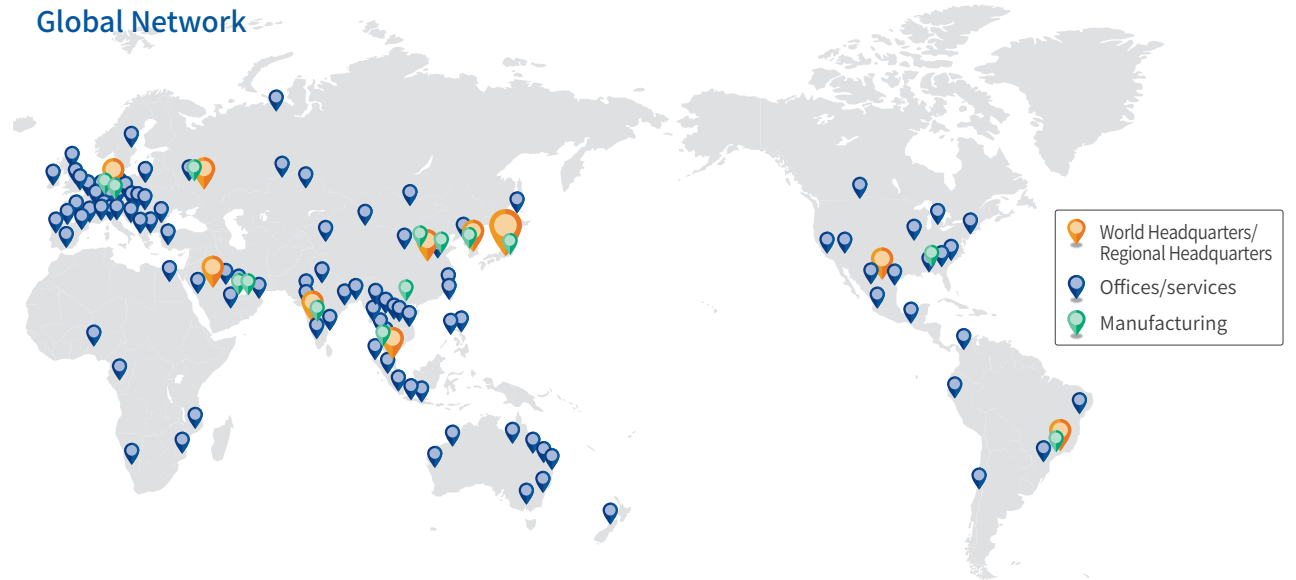 Global Network
World Headquarters/
Regional Headquarters
Offices/services
Manufacturing